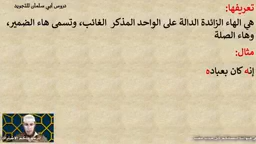 دروس أبي سلمان للتجويد
تعريفها:
هي الهاء الزائدة الدالة على الواحد المذكر الغائب، وتسمى هاء الضمير،
وهاء الصلة
مثال:
إنه كان بعباده